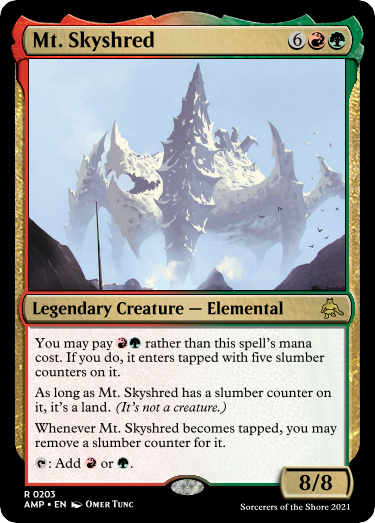 Mt. Skyshred
6
You may pay rather than this spell's mana
cost. If you do, it enters tapped with five slumber
counters on it.
As long as Mt. Skyshred has a slumber counter on
it, it's a land. (It's not a creature.)
Whenever Mt. Skyshred becomes tapped, you may
remove a slumber counter for it.
: Add or .
Legendary Creature — Elemental
8/8
R 0203
AMP • EN Omer Tunc
Sorcerers of the Shore 2021